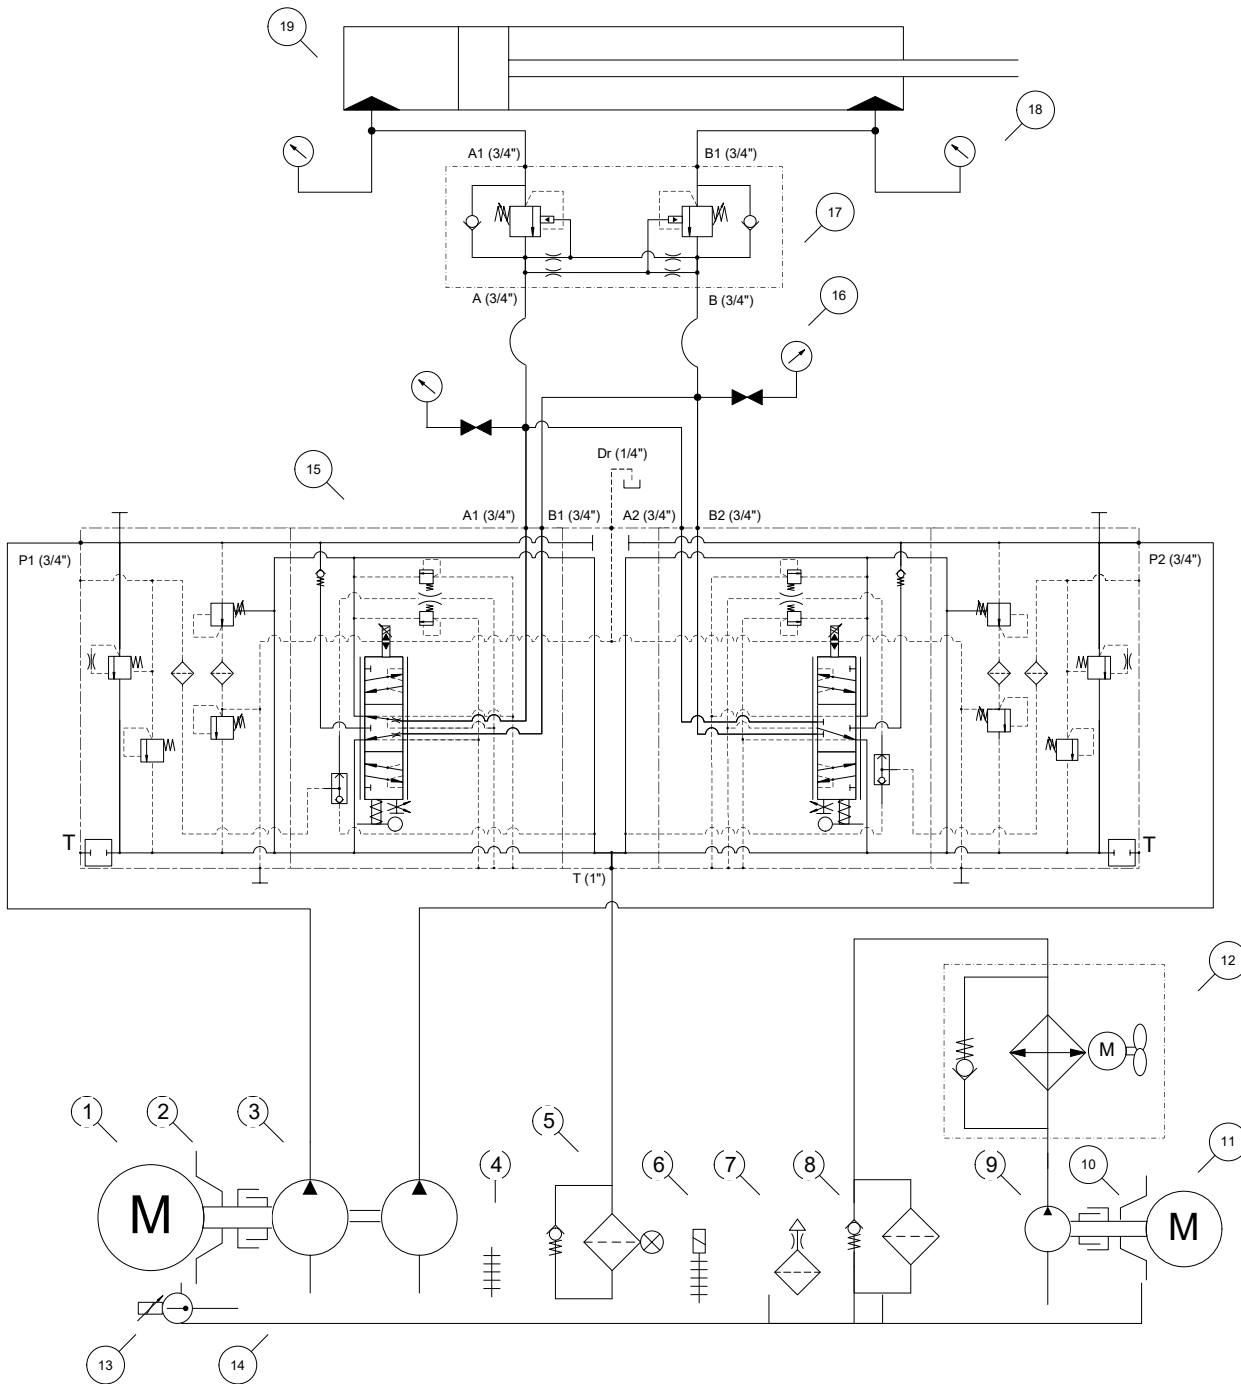 19
18
A1 (3/4")
B1 (3/4")
17
A (3/4")
B (3/4")
16
15
Dr (1/4")
A1 (3/4")
B1 (3/4")
A2 (3/4")
B2 (3/4")
P1 (3/4")
P2 (3/4")
T
T
T (1")
12
M
1
2
3
4
5
6
7
8
9
10
11
M
M
13
14